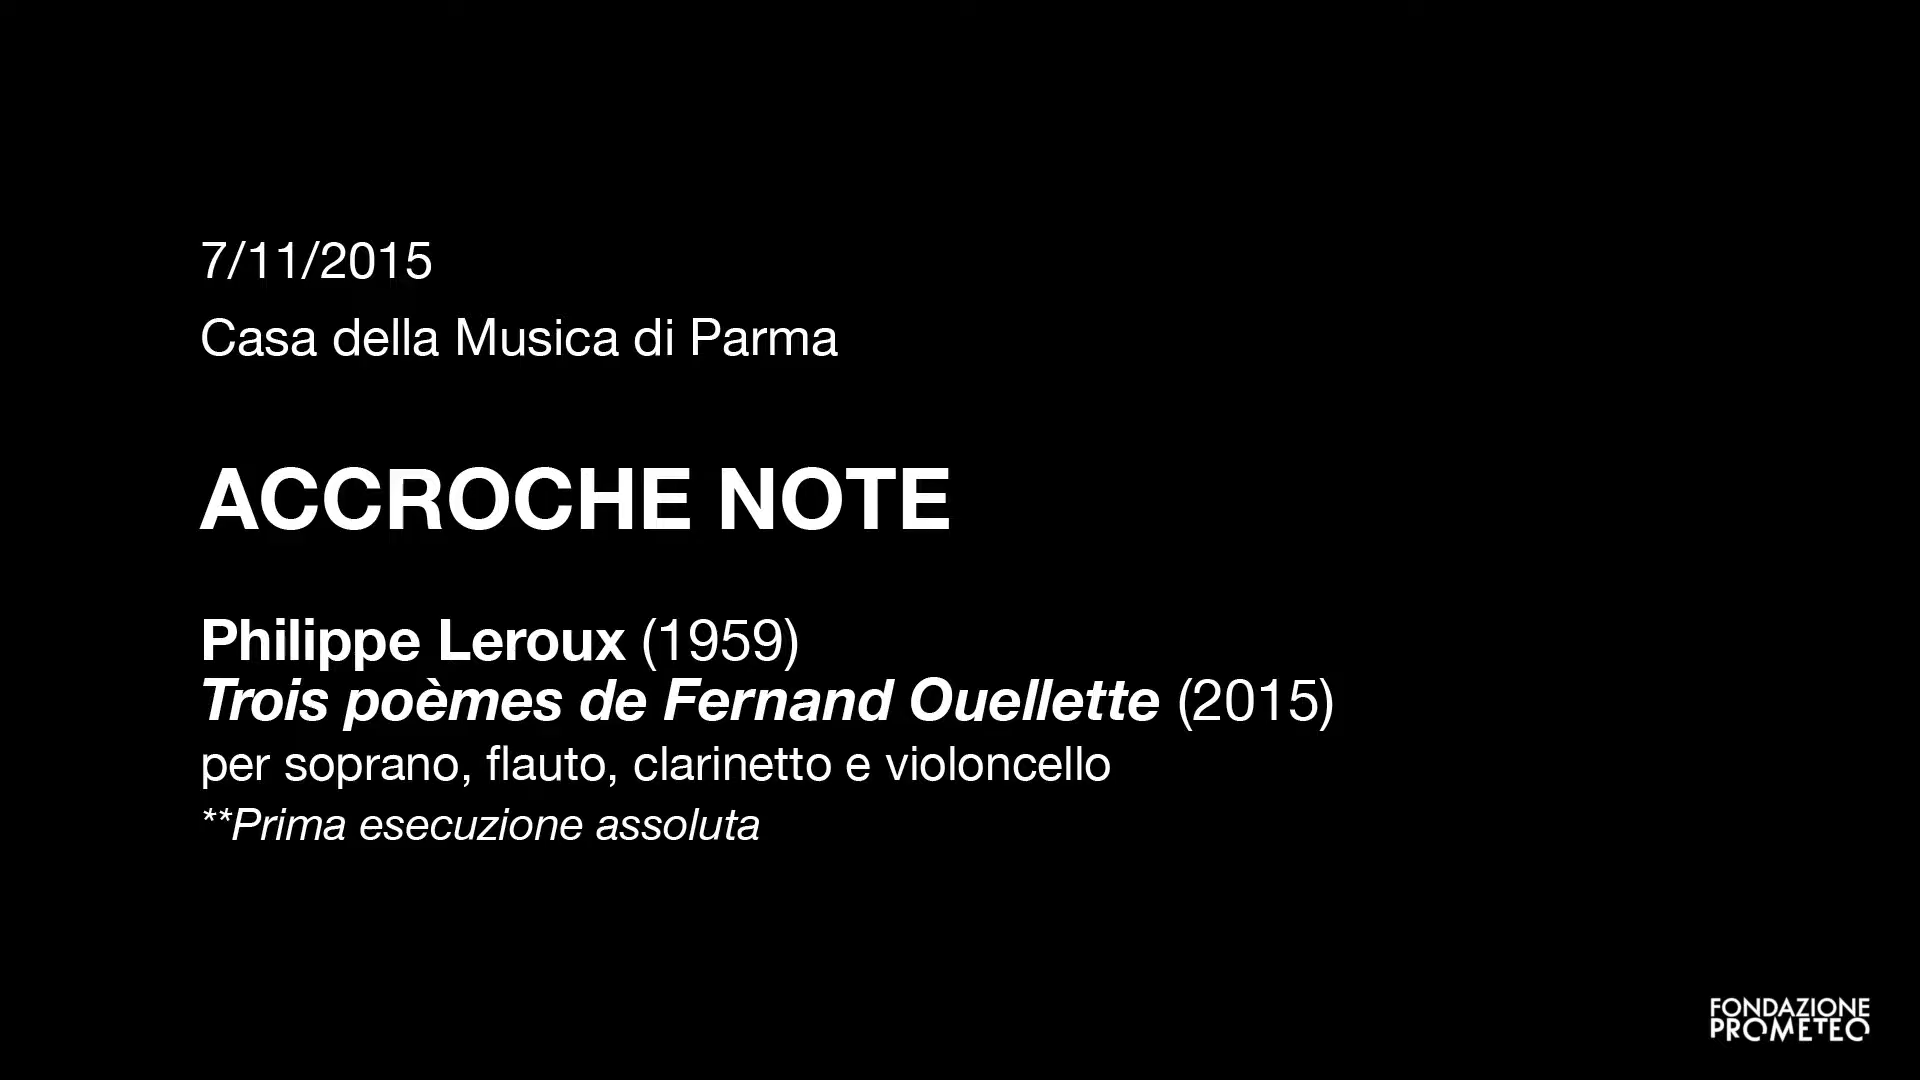 7/11/2015
Casa della Musica di Parma
ACCROCHE NOTE
Philippe Leroux (1959)
Trois poèmes de Fernand Ouellette (2015)
per soprano, flauto, clarinetto e violoncello
**Prima esecuzione assoluta
FONDAZIONE
PROMETEO